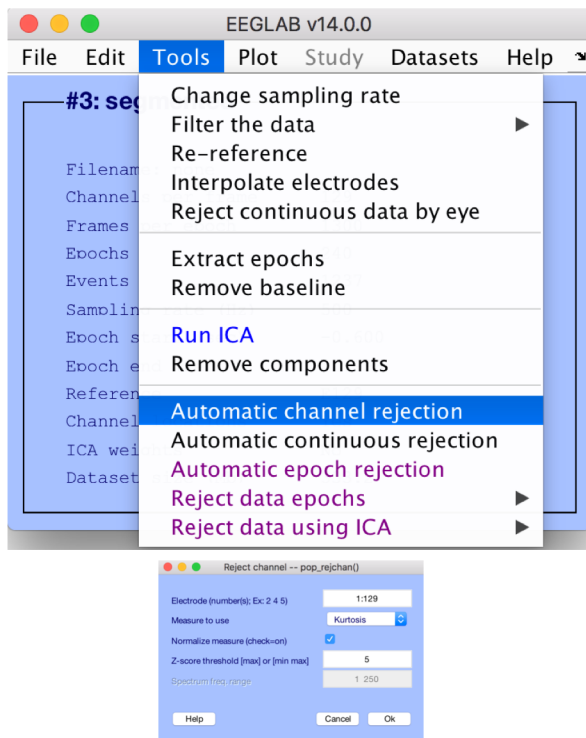 EEGLAB v14.0.0
File Edit Tools Plot Study Datasets Help
#3: seg
Change sampling rate
Filter the data
Re-reference
Interpolate electrodes
Reject continuous data by eye
Extract epochs
Remove baseline
Run ICA
Remove components
Automatic channel rejection
Automatic continuous rejection
Automatic epoch rejection
Reject data epochs
Reject data using ICA
Filenam
Channel
Frames
Epochs
Events
Samplin
Epoch s
Epoch e
Referen
Channel
ICA wei
Dataset
Reject channel -- pop_rejchan()
Electrode (number(s); Ex: 2 4 5) 1:129
Measure to use Kurtosis
Normalize measure (check=on)
Z-score threshold [max] or [min max] 5
Spectrum freq. range 1 250
Help Cancel Ok